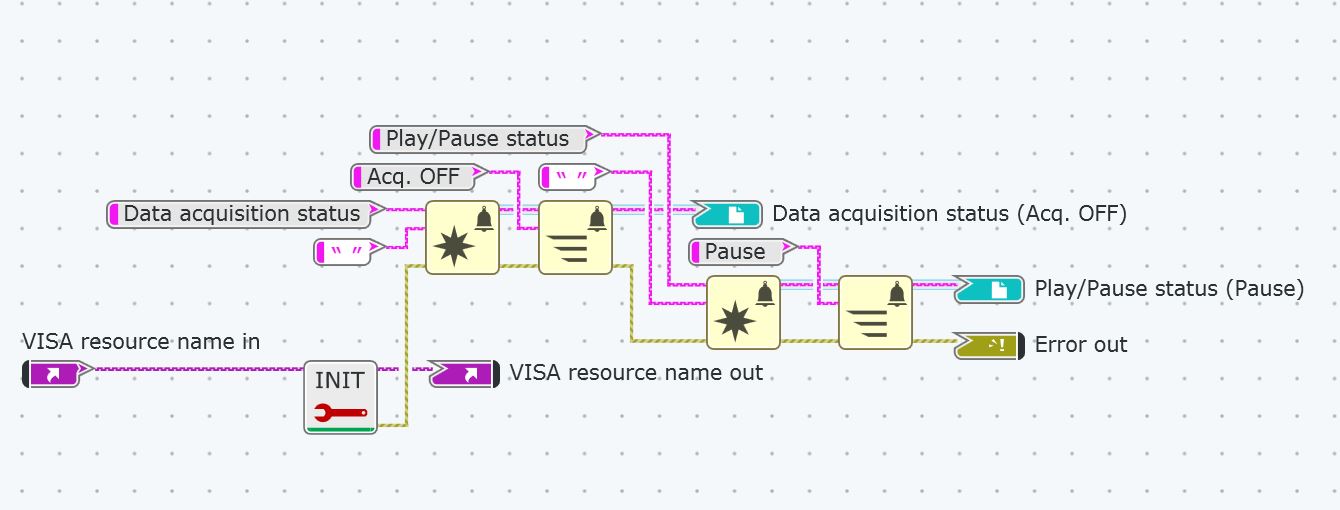 Play/Pause status
Acq. OFF
" "
Data acquisition status
Data acquisition status (Acq. OFF)
" "
Pause
Play/Pause status (Pause)
VISA resource name in
Error out
INIT
VISA resource name out